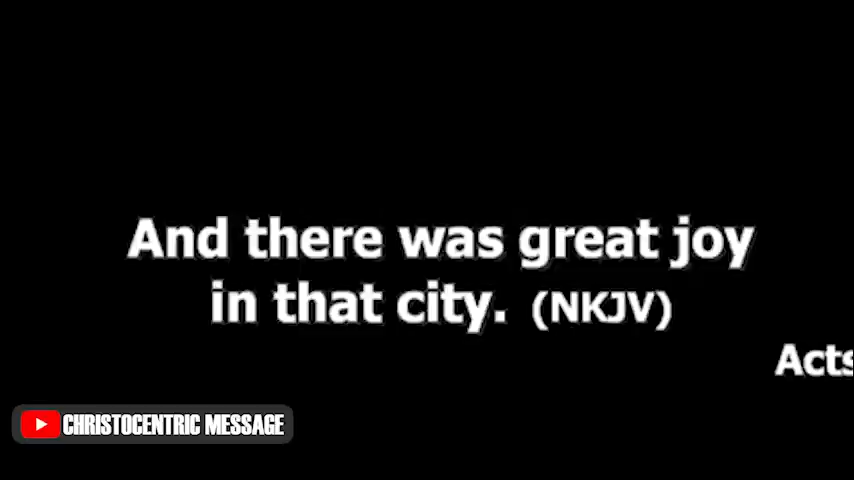 And there was great joy
in that city. (NKJV)
Acts
CHRISTOCENTRIC MESSAGE